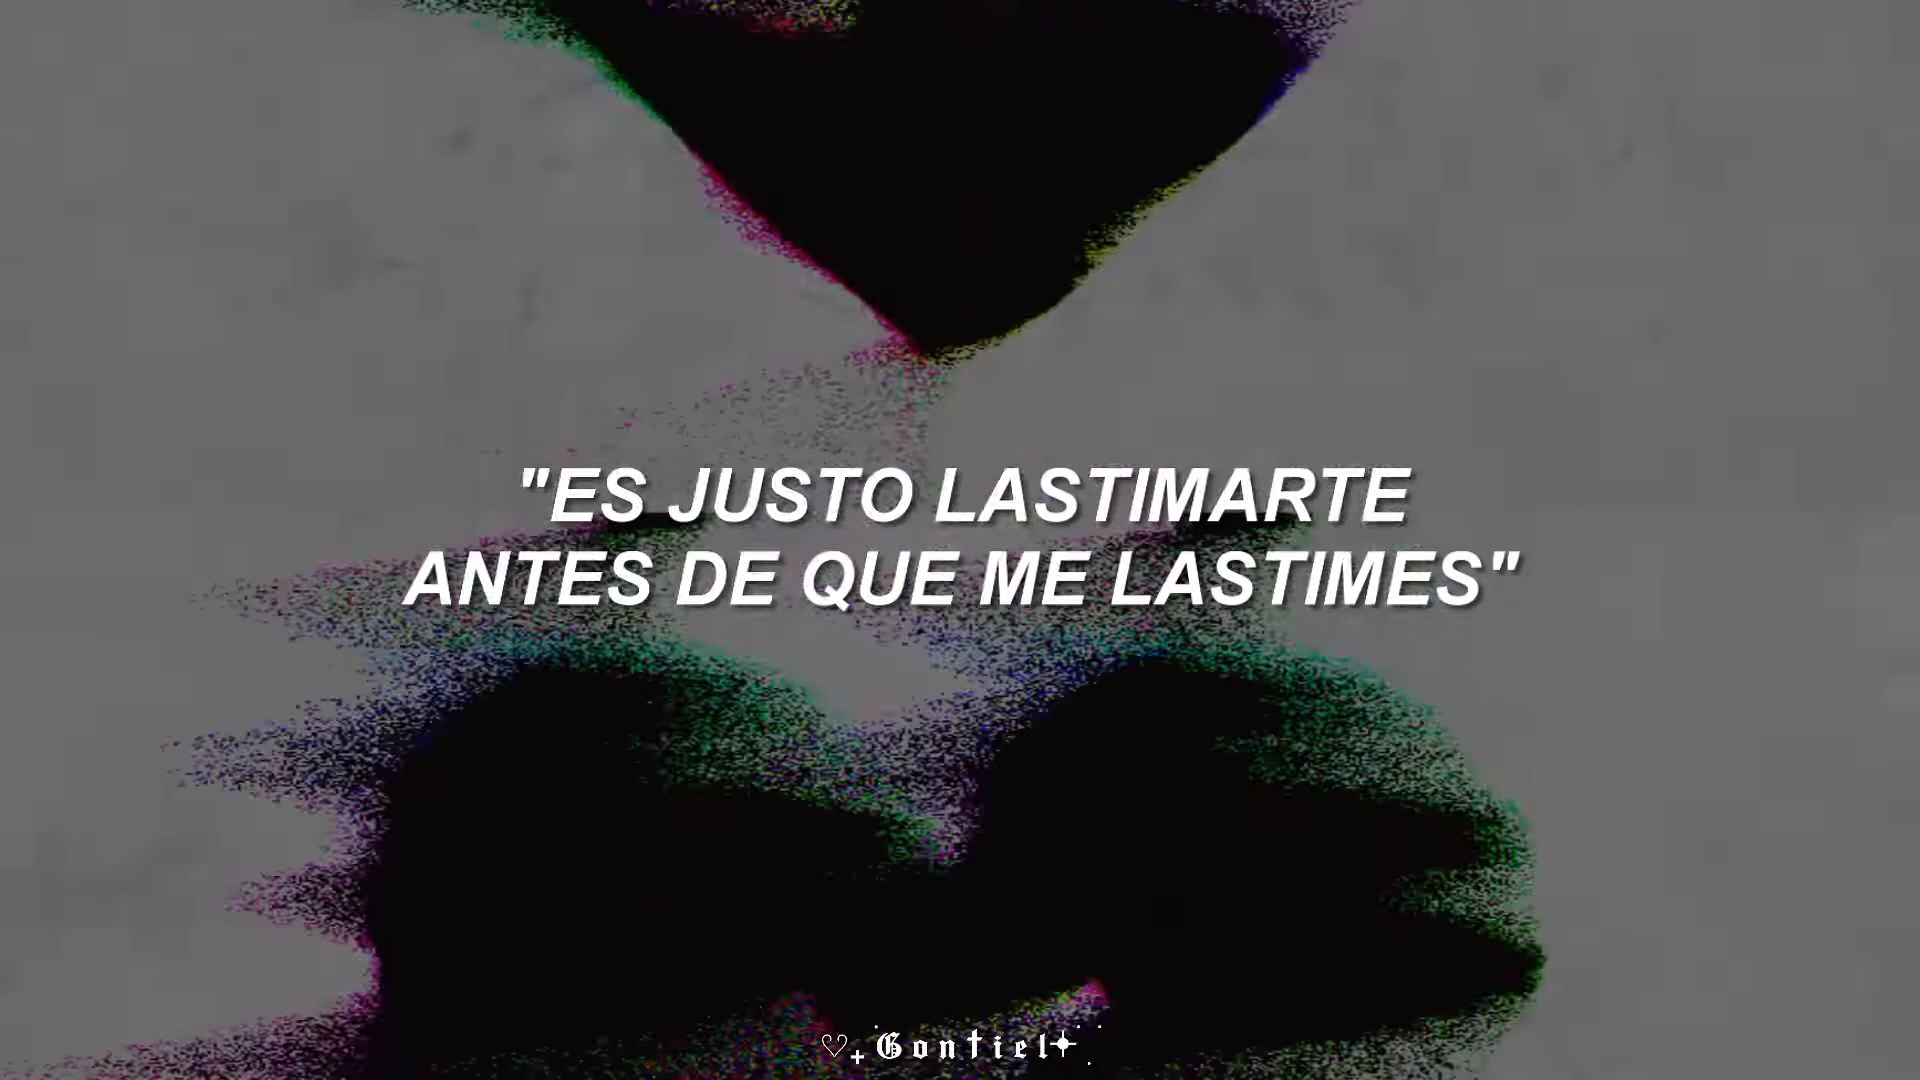 "ES JUSTO LASTIMARTE
ANTES DE QUE ME LASTIMES"
♡₊ 𝕲𝖔𝖓𝖙𝖎𝖊𝖑✦